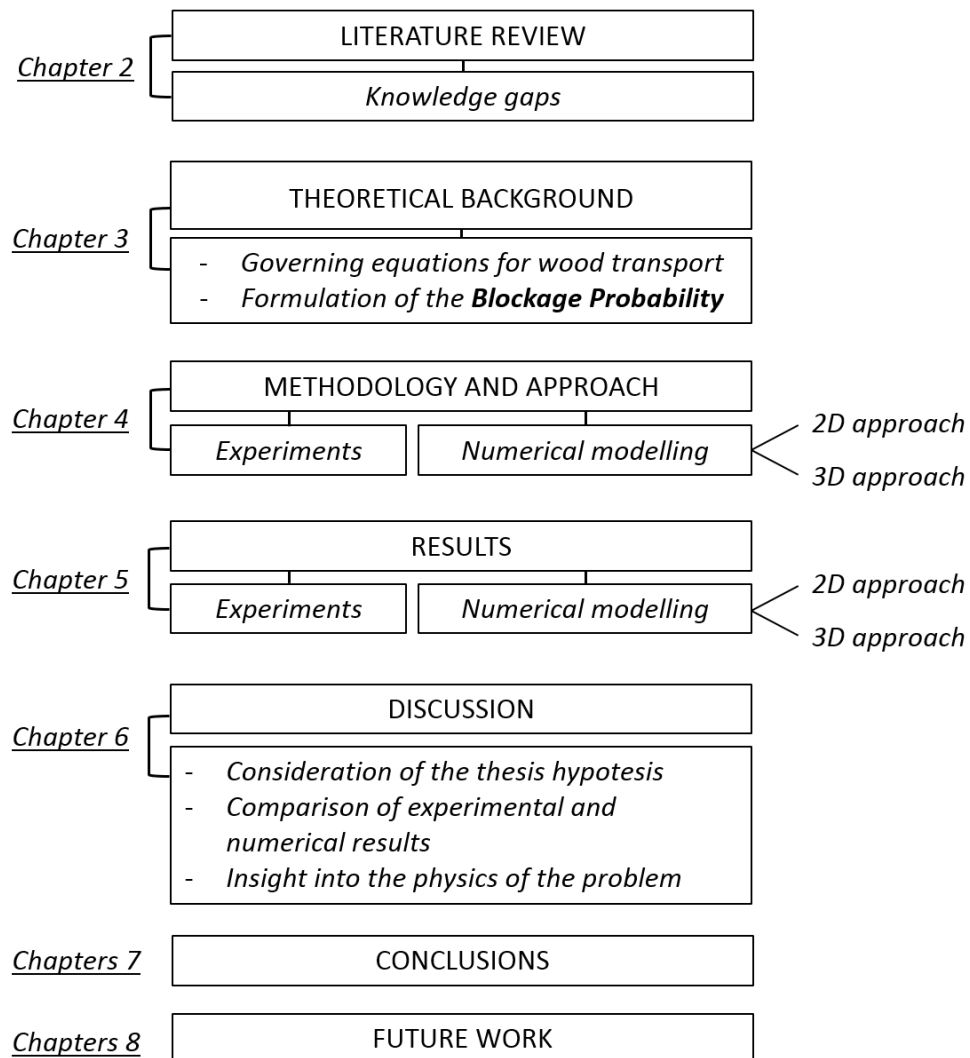 LITERATURE REVIEW
Chapter 2
Knowledge gaps
THEORETICAL BACKGROUND
Chapter 3
- Governing equations for wood transport
- Formulation of the Blockage Probability
METHODOLOGY AND APPROACH
Chapter 4
Experiments
Numerical modelling
2D approach
3D approach
RESULTS
Chapter 5
Experiments
Numerical modelling
2D approach
3D approach
DISCUSSION
Chapter 6
- Consideration of the thesis hypotesis
- Comparison of experimental and
numerical results
- Insight into the physics of the problem
Chapters 7
CONCLUSIONS
Chapters 8
FUTURE WORK